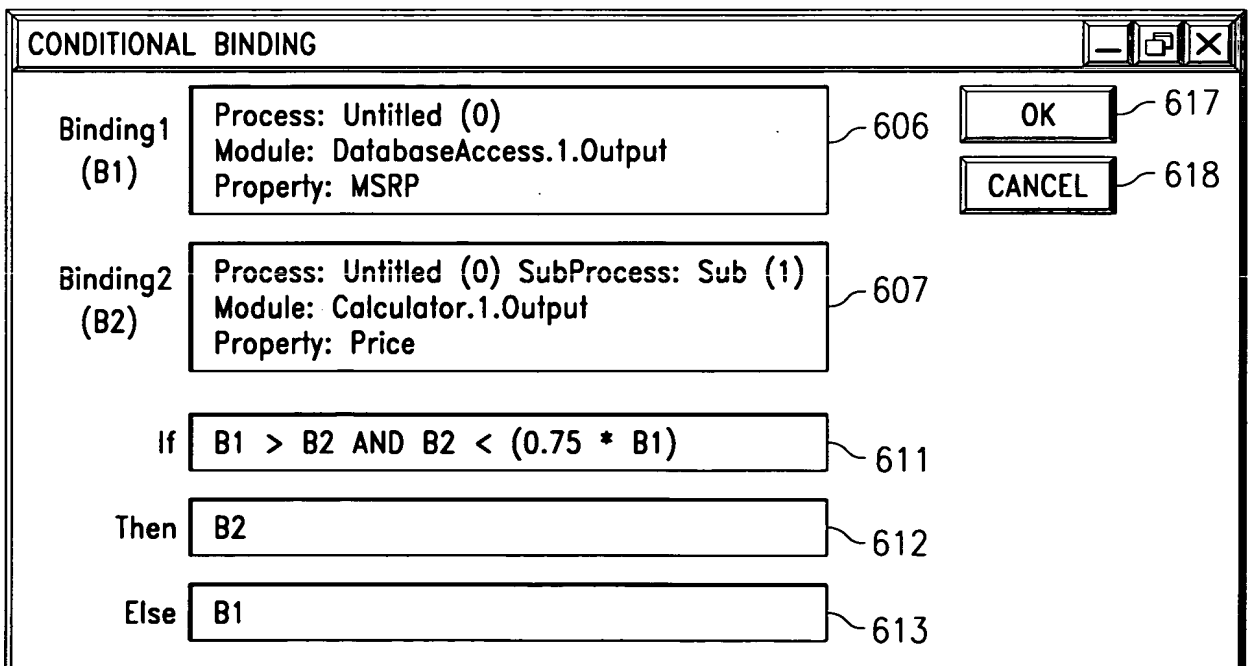 CONDITIONAL BINDING
Binding1
(B1)
Process: Untitled (0)
Module: DatabaseAccess.1.Output
Property: MSRP
606
OK
617
CANCEL
618
Binding2
(B2)
Process: Untitled (0) SubProcess: Sub (1)
Module: Calculator.1.Output
Property: Price
607
If
B1 > B2 AND B2 < (0.75 * B1)
611
Then
B2
612
Else
B1
613